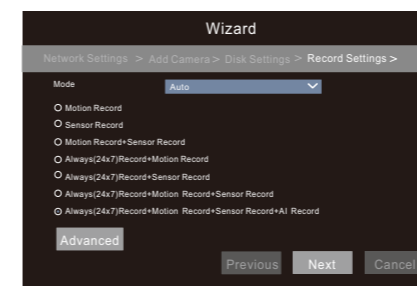 Wizard
Network Settings > Add Camera > Disk Settings > Record Settings >
Mode Auto
Motion Record
Sensor Record
Motion Record+Sensor Record
Always(24x7)Record+Motion Record
Always(24x7)Record+Sensor Record
Always(24x7)Record+Motion Record+Sensor Record
Always(24x7)Record+Motion Record+Sensor Record+AI Record
Advanced
Previous Next Cancel